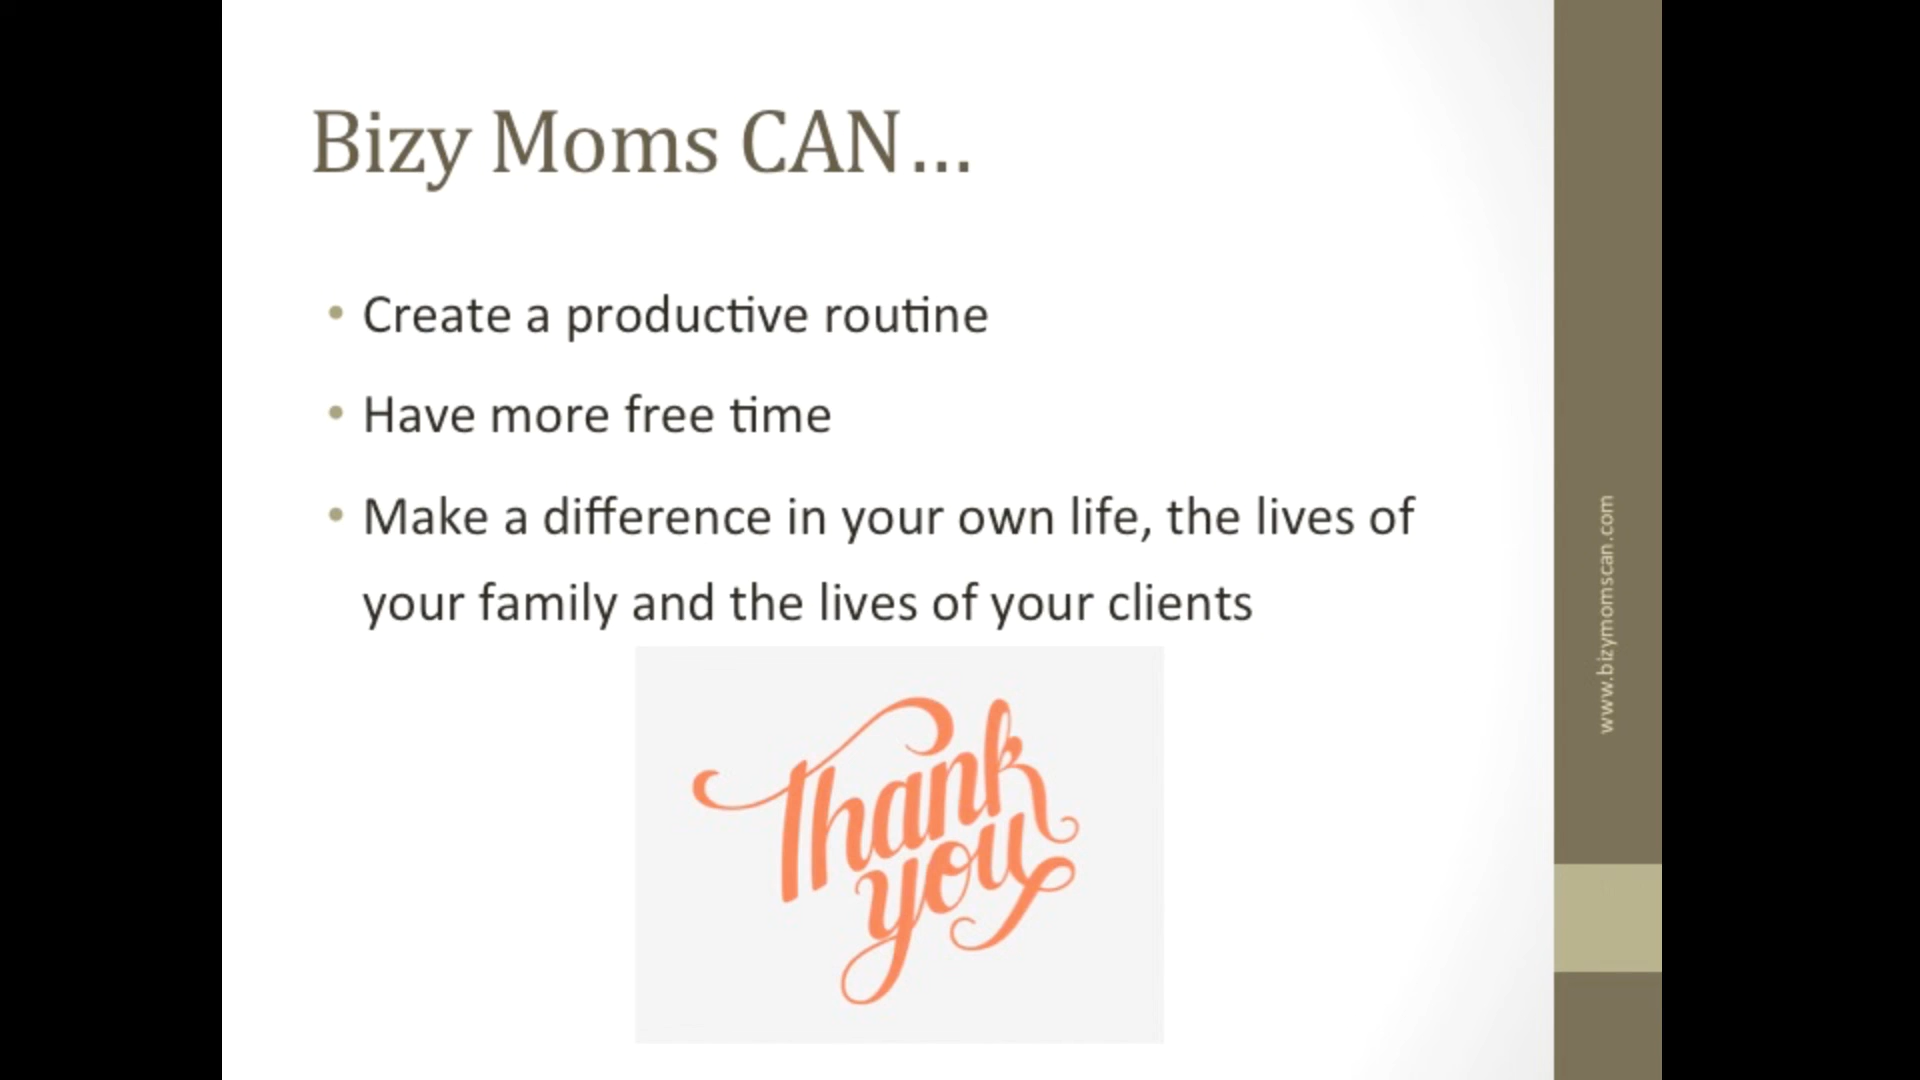 Bizy Moms CAN...
• Create a productive routine
• Have more free time
• Make a difference in your own life, the lives of
your family and the lives of your clients
Thank
you
www.bizymomscan.com